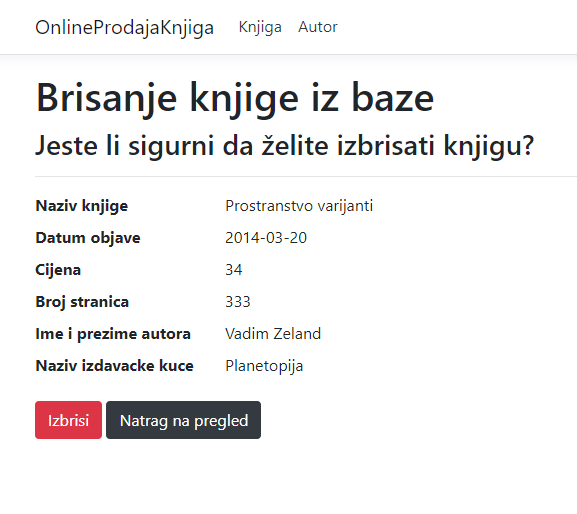 OnlineProdajaKnjiga Knjiga Autor
Brisanje knjige iz baze
Jeste li sigurni da želite izbrisati knjigu?
Naziv knjige Prostranstvo varijanti
Datum objave 2014-03-20
Cijena 34
Broj stranica 333
Ime i prezime autora Vadim Zeland
Naziv izdavacke kuce Planetopija
Izbrisi Natrag na pregled